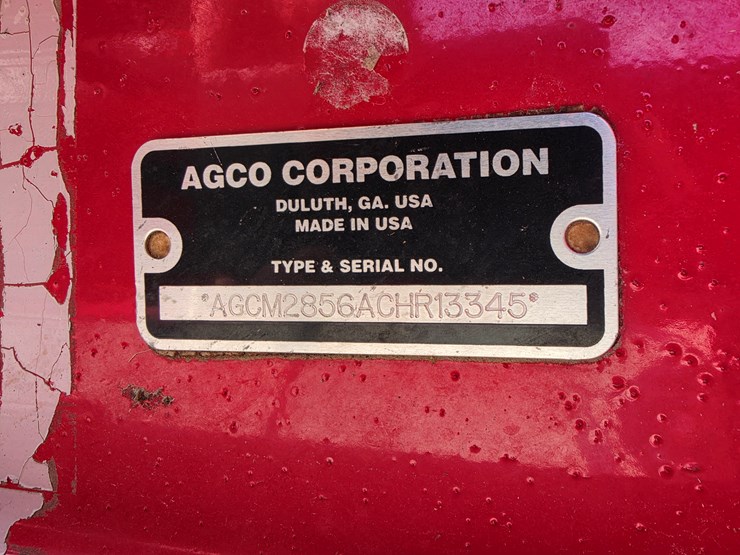 AGCO CORPORATION
DULUTH, GA. USA
MADE IN USA
TYPE & SERIAL NO.
*AGCM2856ACHR13345*